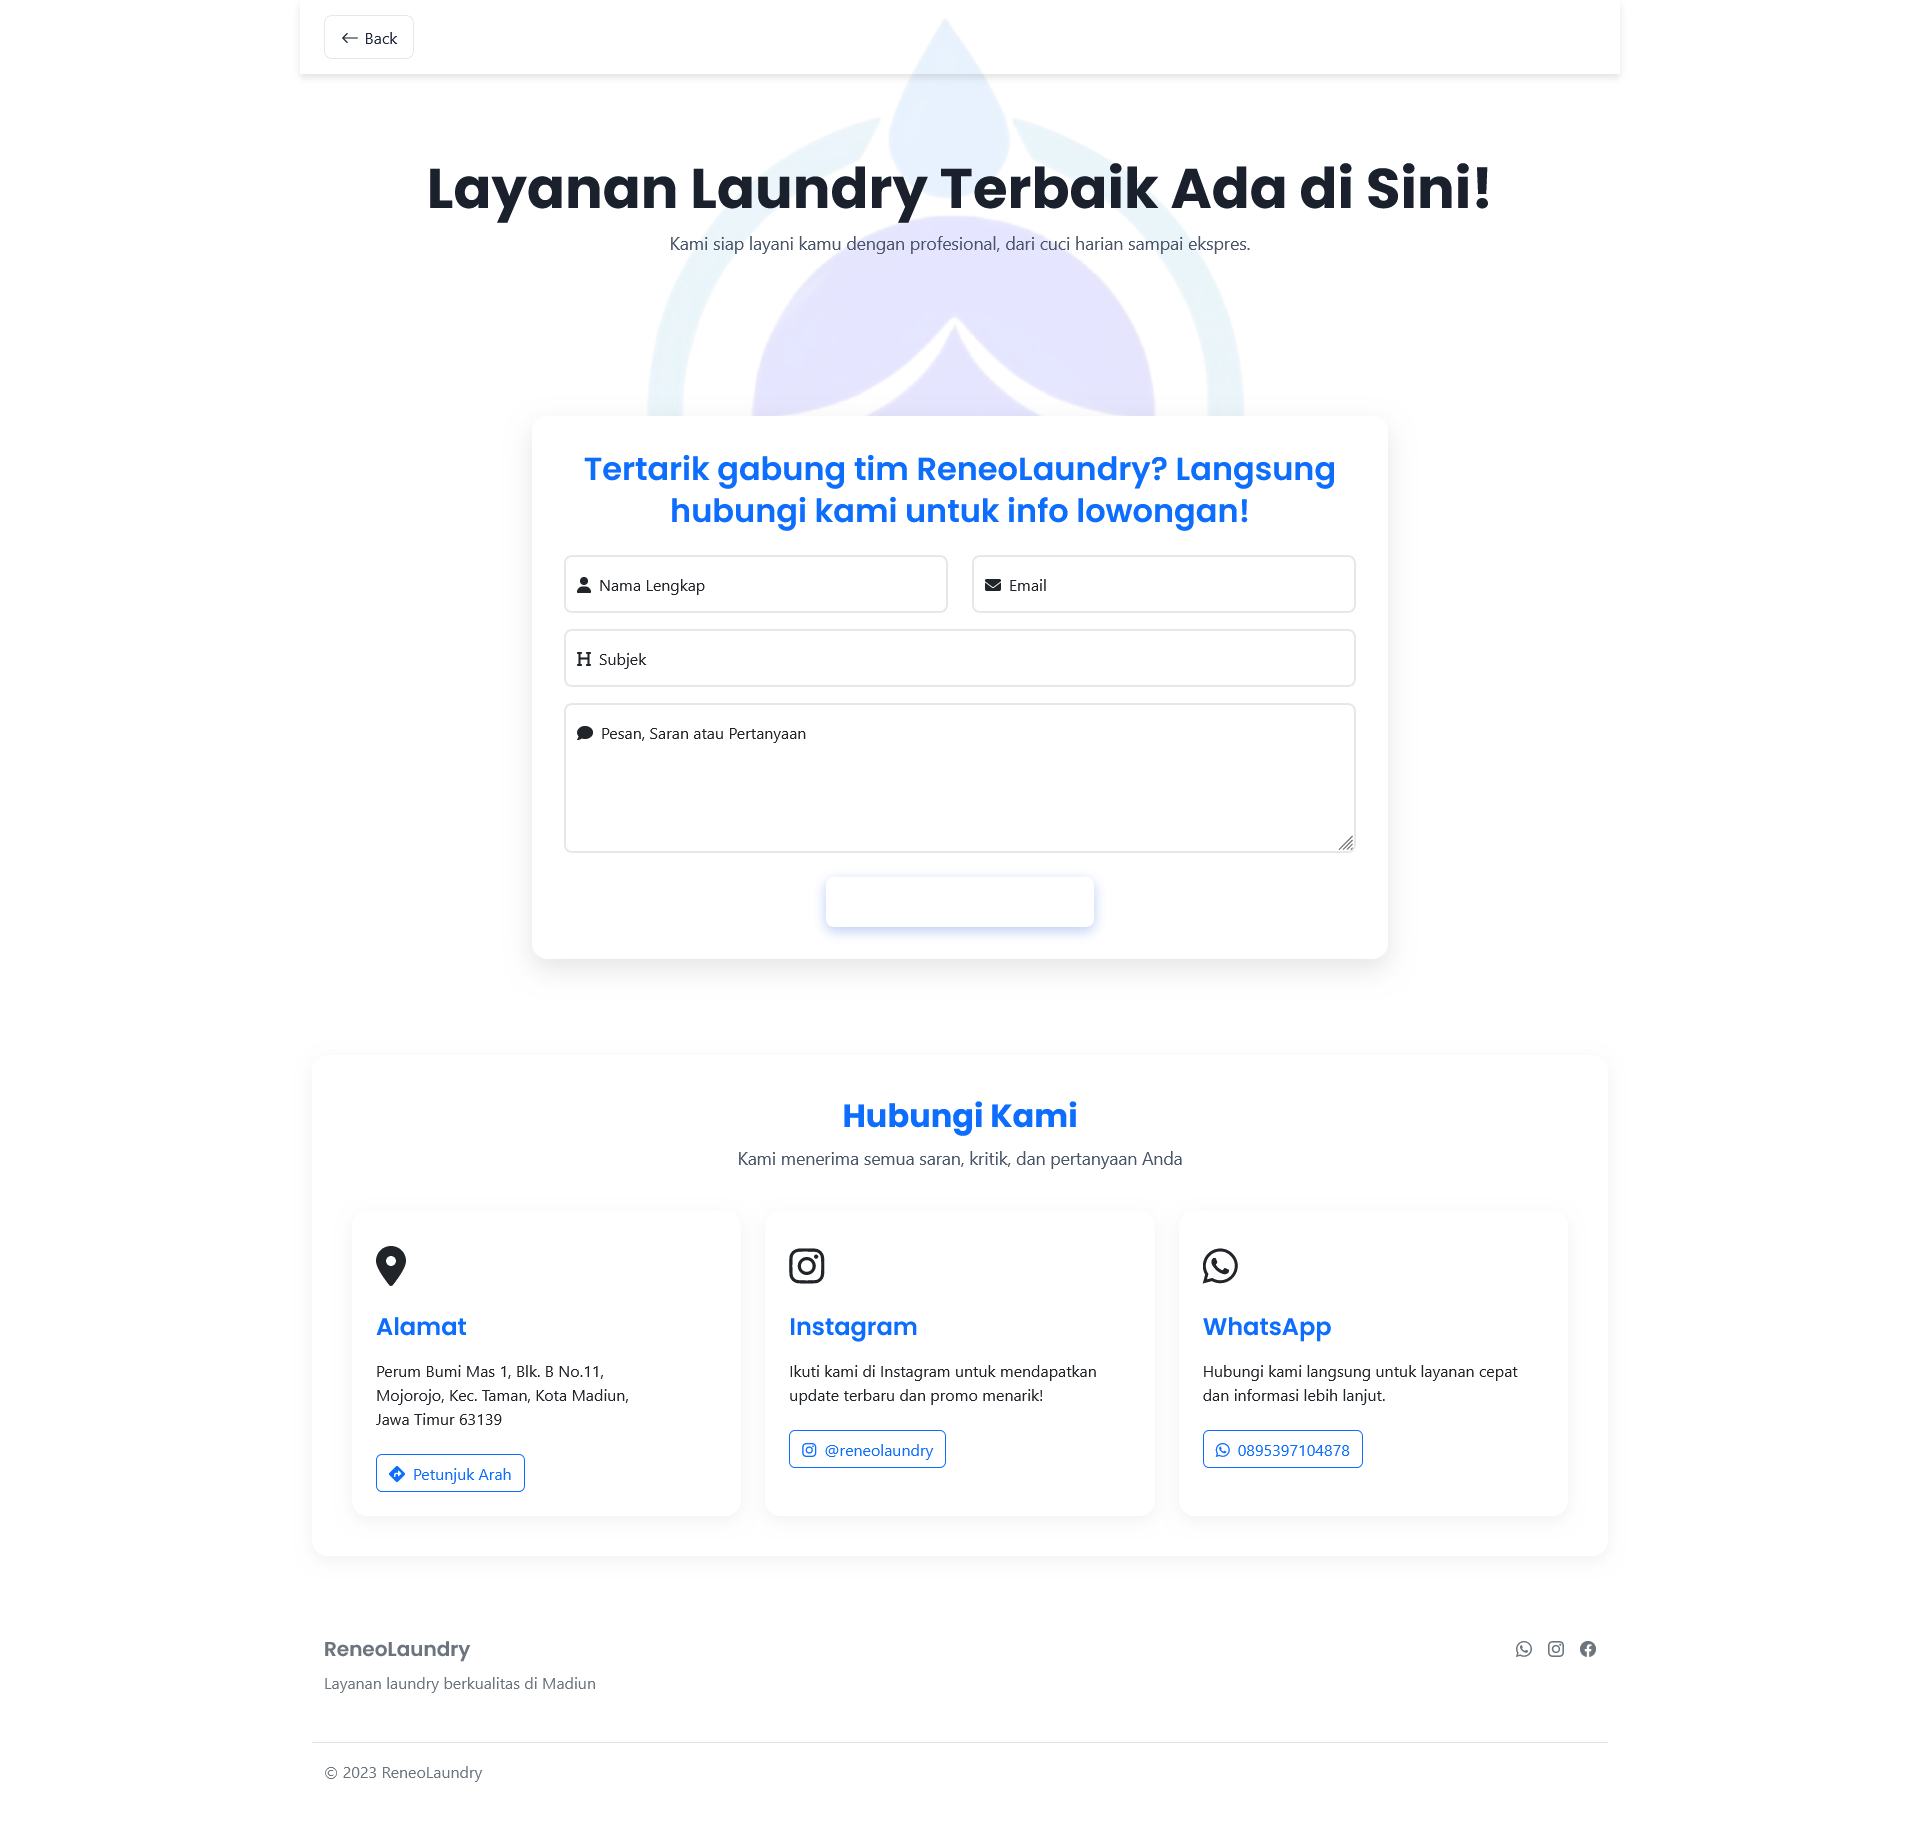 Back
Layanan Laundry Terbaik Ada di Sini!
Kami siap layani kamu dengan profesional, dari cuci harian sampai ekspres.
Tertarik gabung tim ReneoLaundry? Langsung
hubungi kami untuk info lowongan!
Nama Lengkap
Email
Subjek
Pesan, Saran atau Pertanyaan
Hubungi Kami
Kami menerima semua saran, kritik, dan pertanyaan Anda
Alamat
Perum Bumi Mas 1, Blk. B No.11,
Mojorojo, Kec. Taman, Kota Madiun,
Jawa Timur 63139
Petunjuk Arah
Instagram
Ikuti kami di Instagram untuk mendapatkan
update terbaru dan promo menarik!
@reneolaundry
WhatsApp
Hubungi kami langsung untuk layanan cepat
dan informasi lebih lanjut.
0895397104878
ReneoLaundry
Layanan laundry berkualitas di Madiun
© 2023 ReneoLaundry